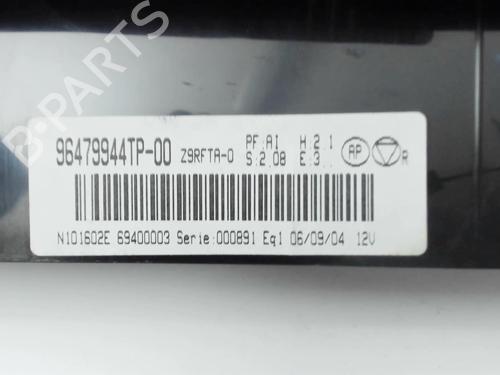 B-PARTS
96479944TP-00 Z9RFTA-0 PF:AI H:2.1
S:2.08 E:3.. AP R
N101602E 69400003 Serie:000891 Eq1 06/09/04 12V